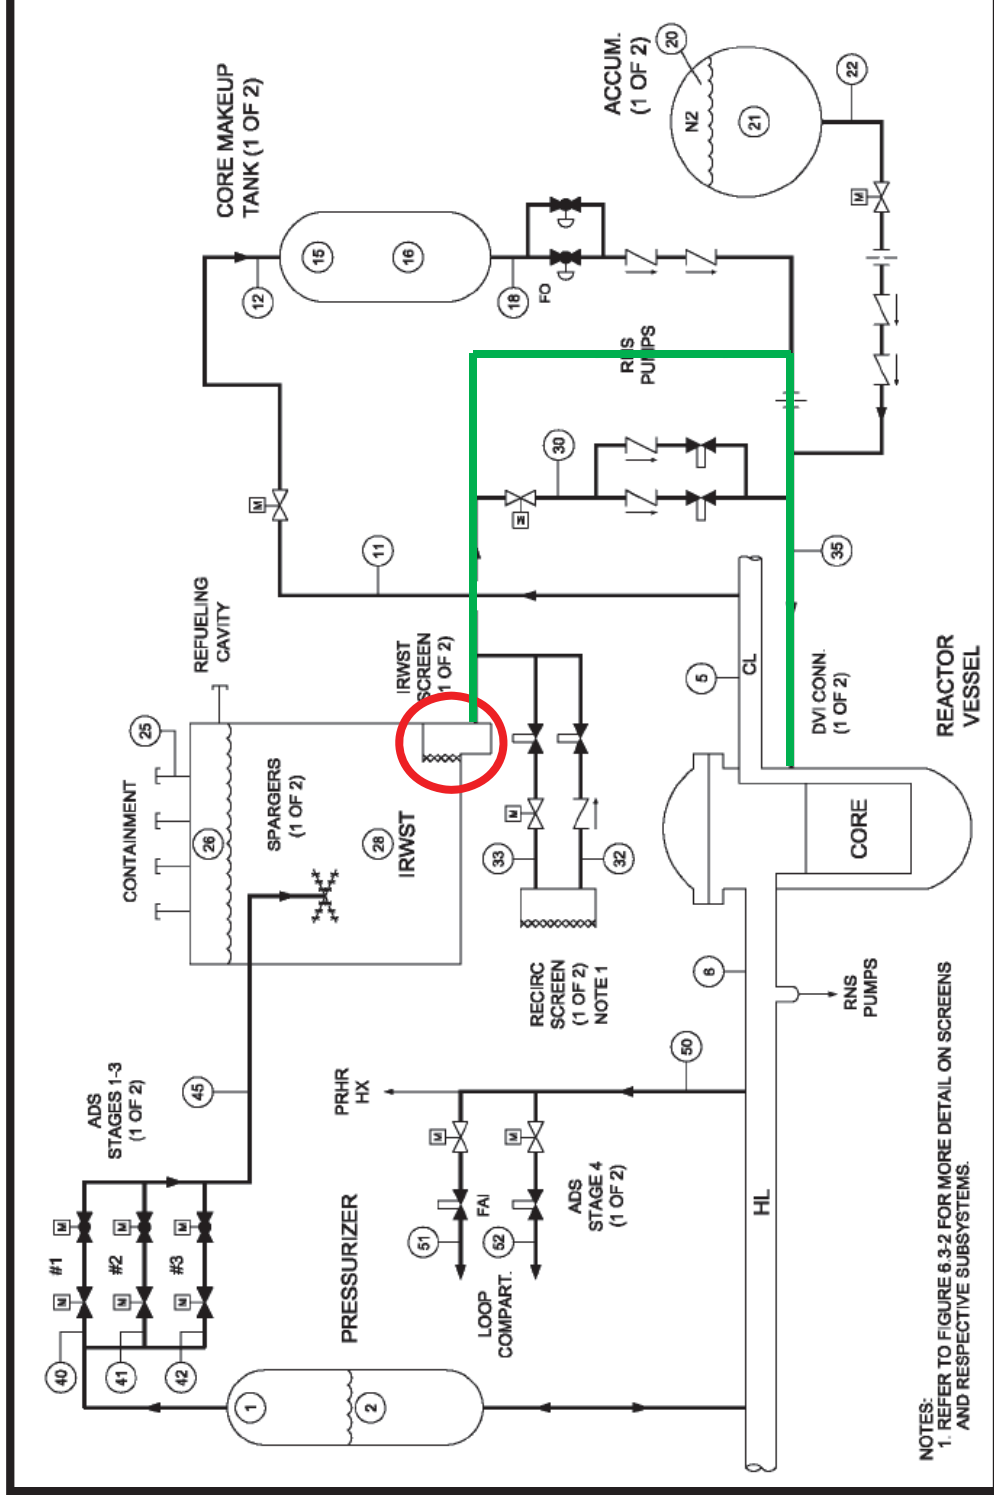 40
41
42
#1
#2
#3
M
M
M
M
M
M
ADS
STAGES 1-3
(1 OF 2)
45
CONTAINMENT
25
REFUELING
CAVITY
26
SPARGERS
(1 OF 2)
28
IRWST
IRWST
SCREEN
(1 OF 2)
CORE MAKEUP
TANK (1 OF 2)
12
15
16
18
FO
M
11
ACCUM.
(1 OF 2)
20
N2
21
22
M
PRESSURIZER
1
2
PRHR
HX
M
M
51
52
FAI
LOOP
COMPART.
ADS
STAGE 4
(1 OF 2)
50
RECIRC
SCREEN
(1 OF 2)
NOTE 1
33
32
M
M
30
RNS
PUMPS
35
6
HL
RNS
PUMPS
5
CL
DVI CONN.
(1 OF 2)
CORE
REACTOR
VESSEL
NOTES:
1. REFER TO FIGURE 6.3-2 FOR MORE DETAIL ON SCREENS
AND RESPECTIVE SUBSYSTEMS.